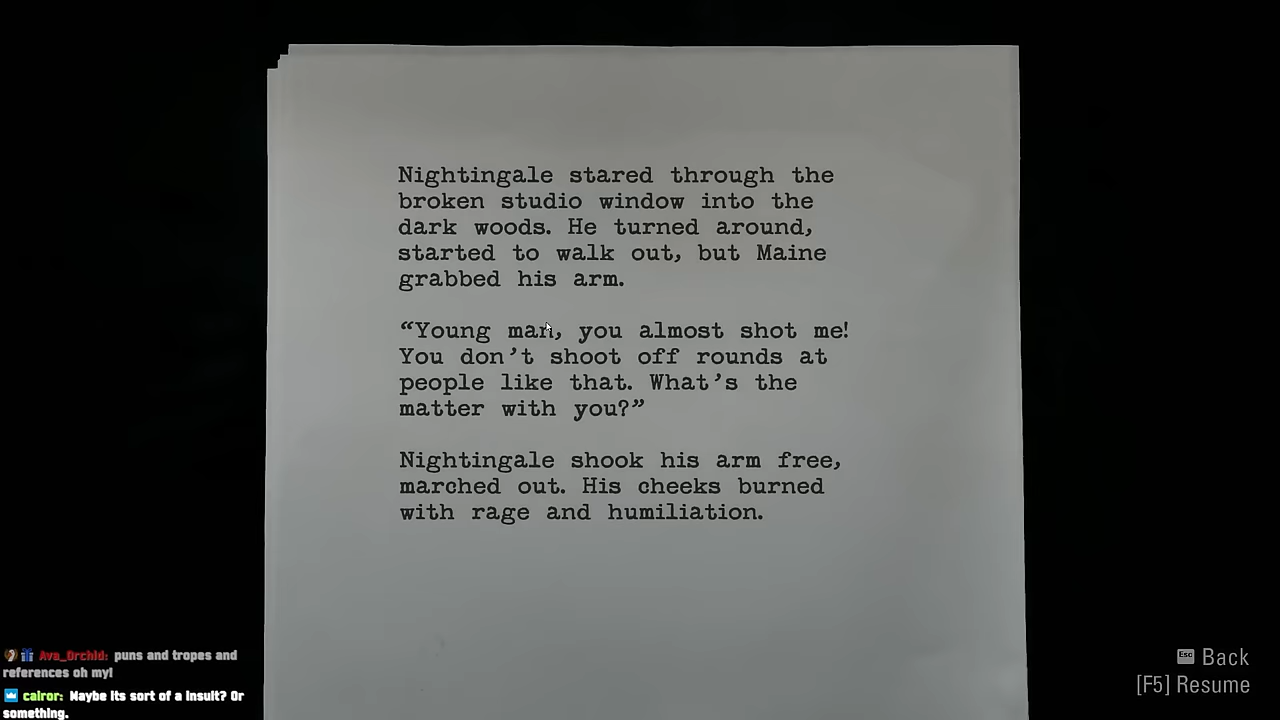 Nightingale stared through the
broken studio window into the
dark woods. He turned around,
started to walk out, but Maine
grabbed his arm.
“Young man, you almost shot me!
You don’t shoot off rounds at
people like that. What’s the
matter with you?”
Nightingale shook his arm free,
marched out. His cheeks burned
with rage and humiliation.
Ava_Orchid: puns and tropes and
references oh my!
cairor: Maybe its sort of a insult? Or
something.
Esc Back
[F5] Resume